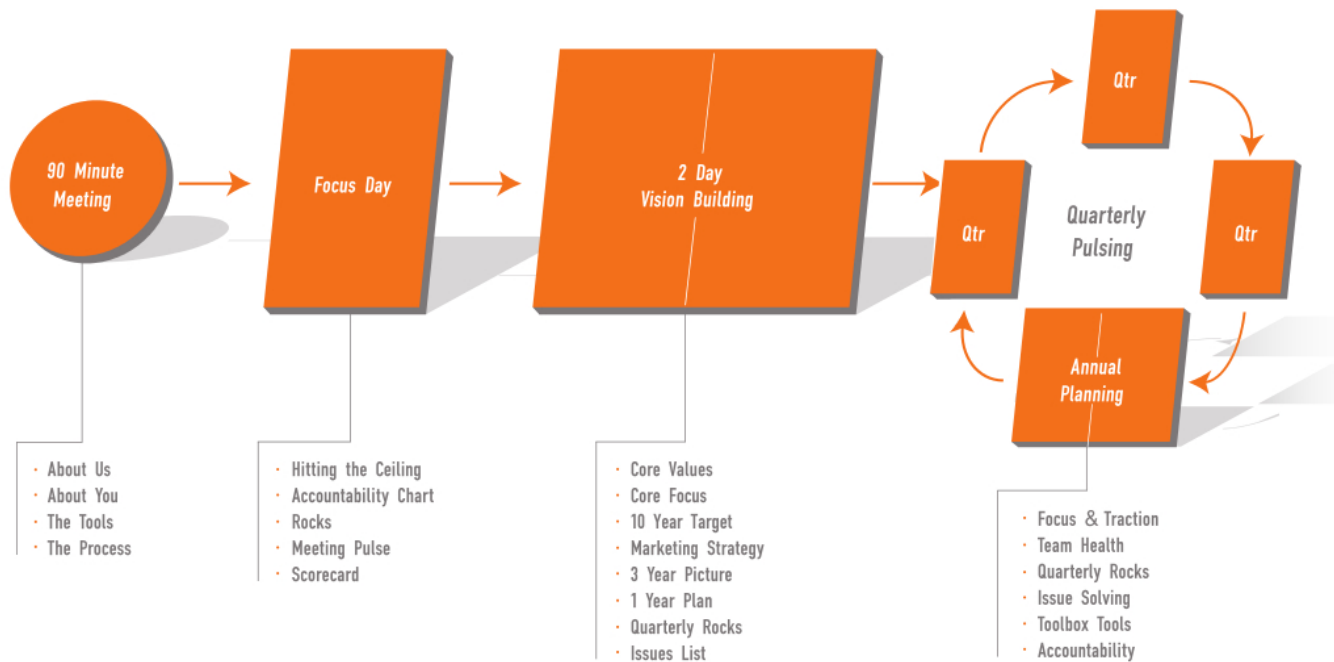 90 Minute
Meeting
Focus Day
2 Day
Vision Building
Qtr
Qtr
Qtr
Quarterly
Pulsing
Annual
Planning
· About Us
· About You
· The Tools
· The Process
· Hitting the Ceiling
· Accountability Chart
· Rocks
· Meeting Pulse
· Scorecard
· Core Values
· Core Focus
· 10 Year Target
· Marketing Strategy
· 3 Year Picture
· 1 Year Plan
· Quarterly Rocks
· Issues List
· Focus & Traction
· Team Health
· Quarterly Rocks
· Issue Solving
· Toolbox Tools
· Accountability